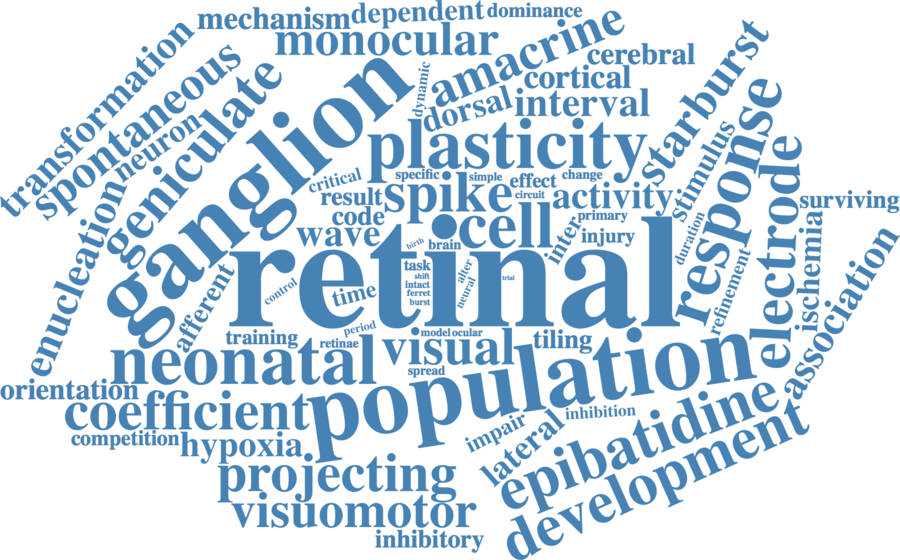 mechanism
dependent
dominance
transformation
monocular
amacrine
cerebral
spontaneous
geniculate
neuron
ganglion
dynamic
dorsal
cortical
interval
starburst
plasticity
response
stimulus
critical
specific
simple
effect
change
result
spike
circuit
activity
code
primary
surviving
enucleation
wave
birth
brain
cell
inter
injury
electrode
ischemia
retinal
duration
refinement
association
afferent
control
time
task
shift
intact
ferret
burst
alter
neural
trial
training
period
retinae
model
ocular
neonatal
visual
tiling
spread
population
orientation
coefficient
competition
hypoxia
impair
lateral
inhibition
epibatidine
projecting
development
visuomotor
inhibitory